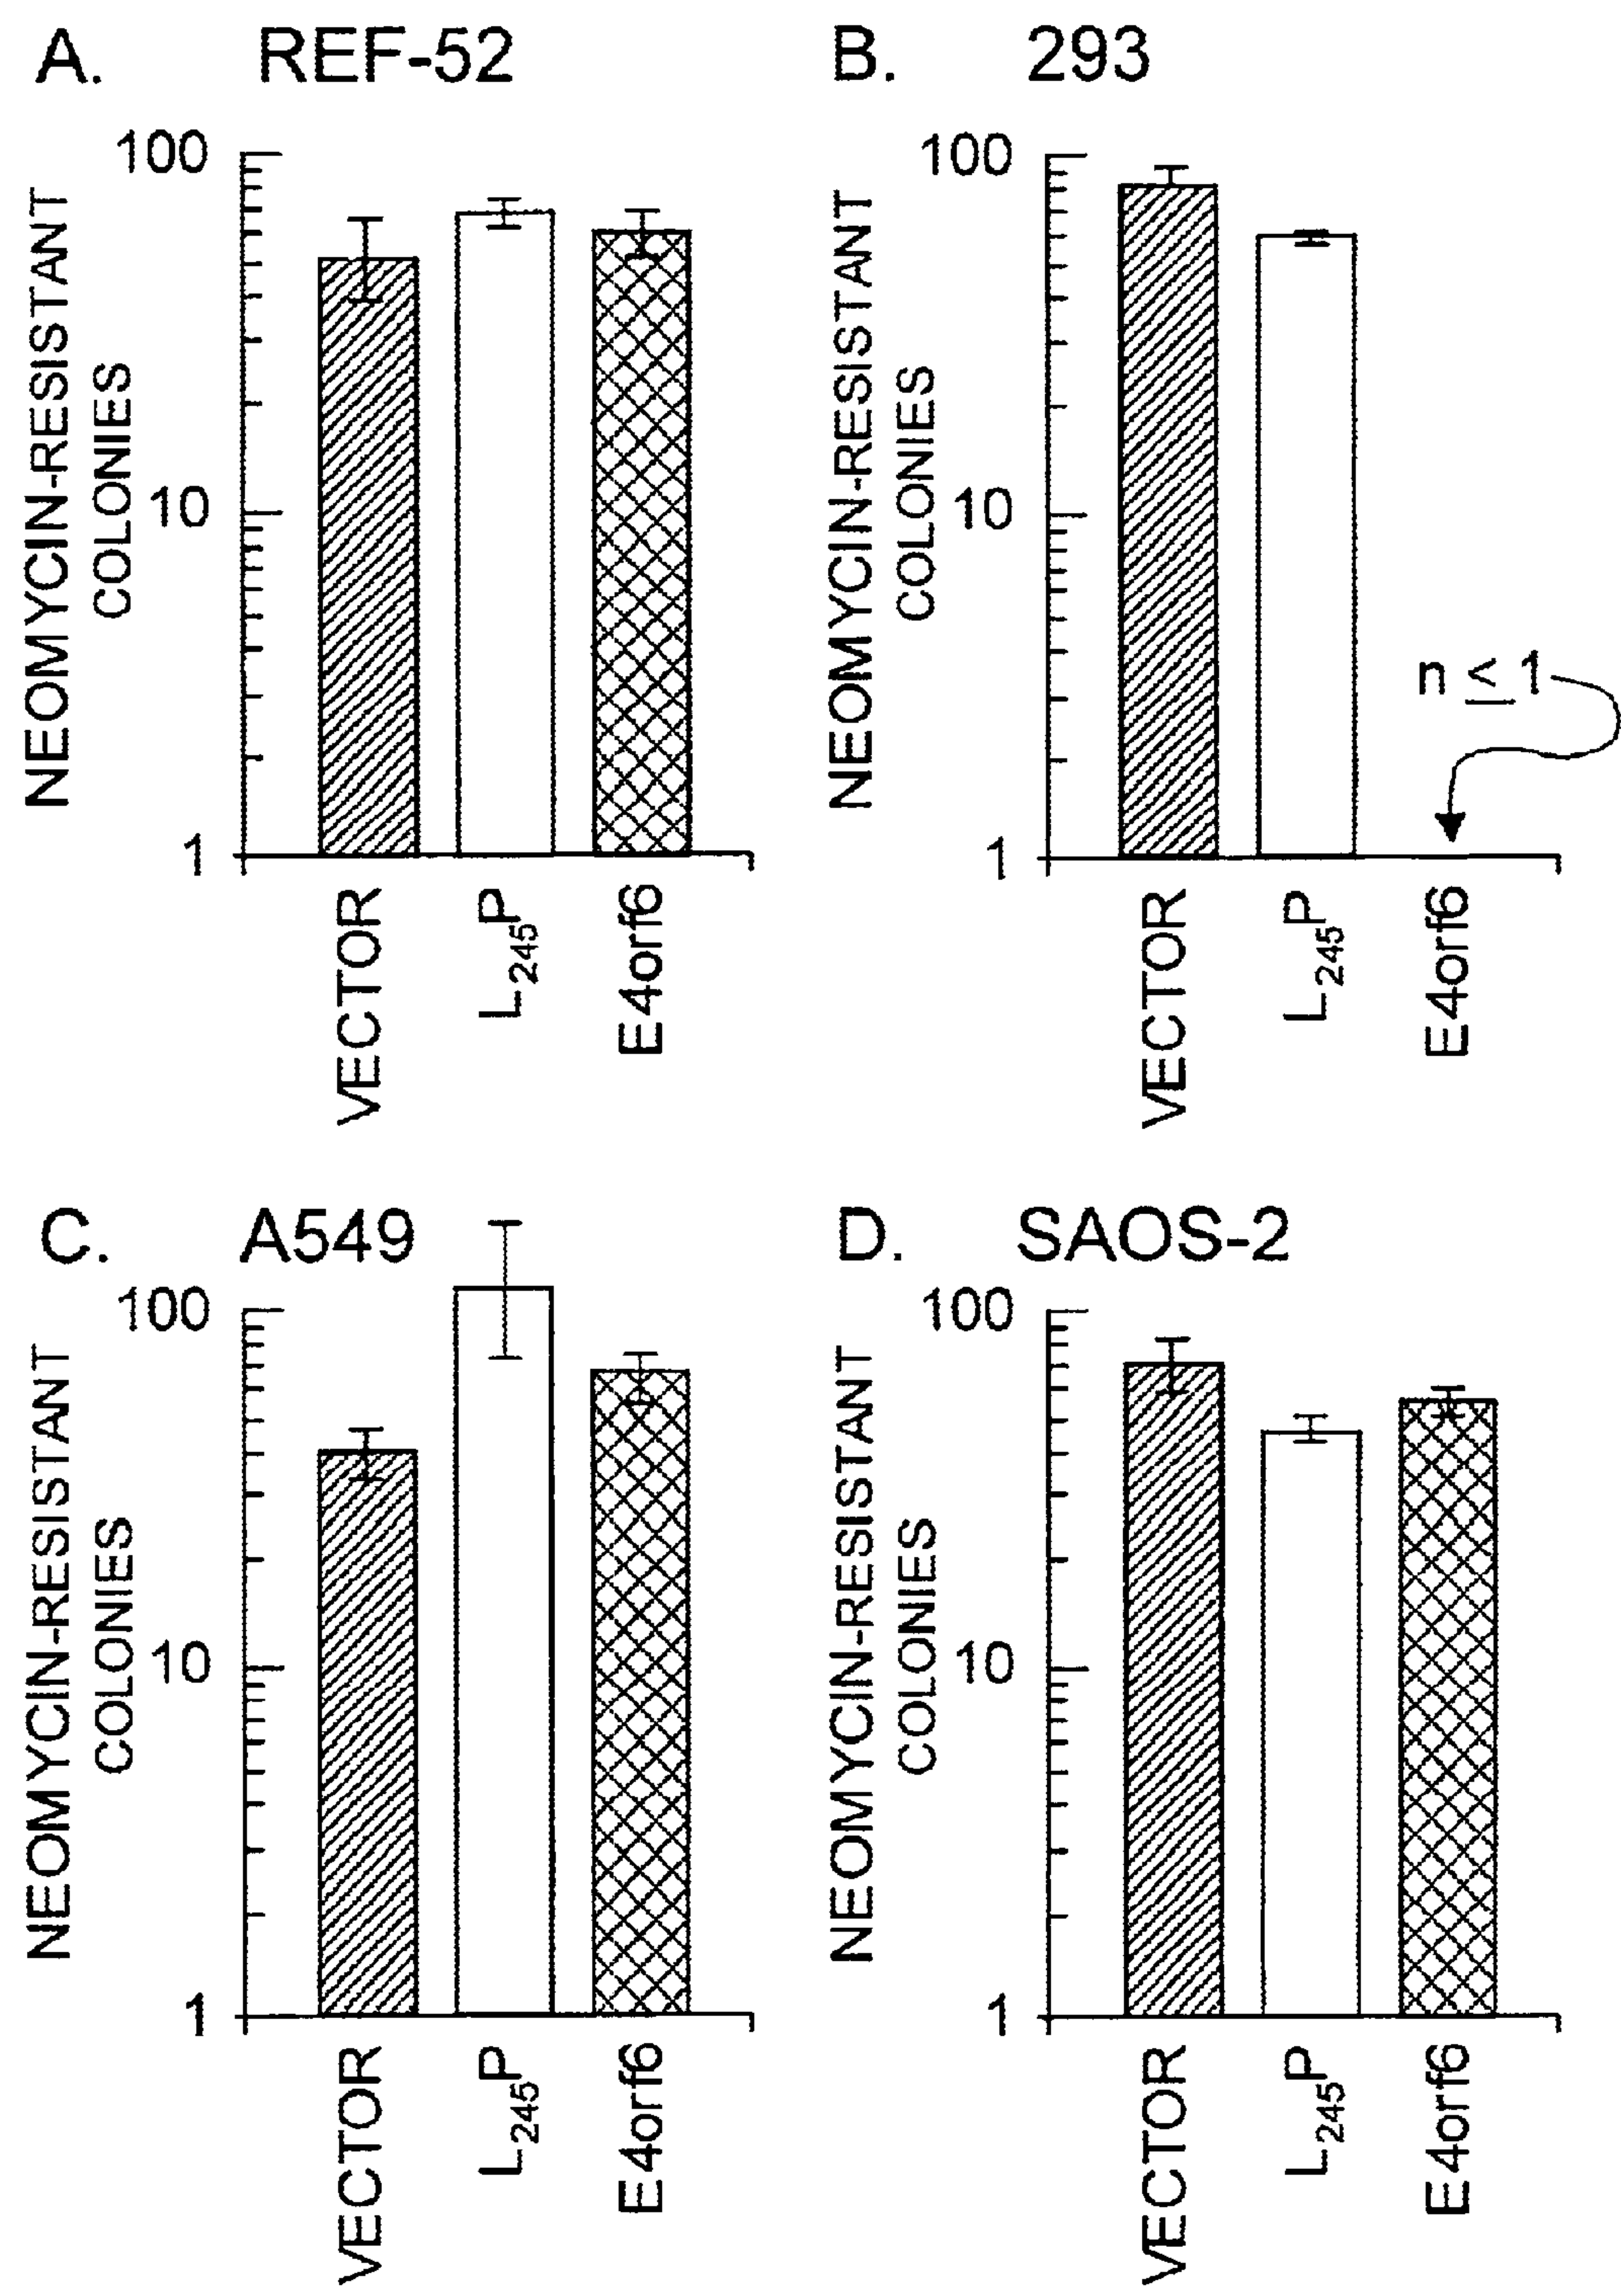 A. REF-52
NEOMYCIN-RESISTANT
COLONIES
100
10
1
VECTOR
L245P
E4orf6
B. 293
NEOMYCIN-RESISTANT
COLONIES
100
10
1
n ≤ 1
VECTOR
L245P
E4orf6
C. A549
NEOMYCIN-RESISTANT
COLONIES
100
10
1
VECTOR
L245P
E4orf6
D. SAOS-2
NEOMYCIN-RESISTANT
COLONIES
100
10
1
VECTOR
L245P
E4orf6